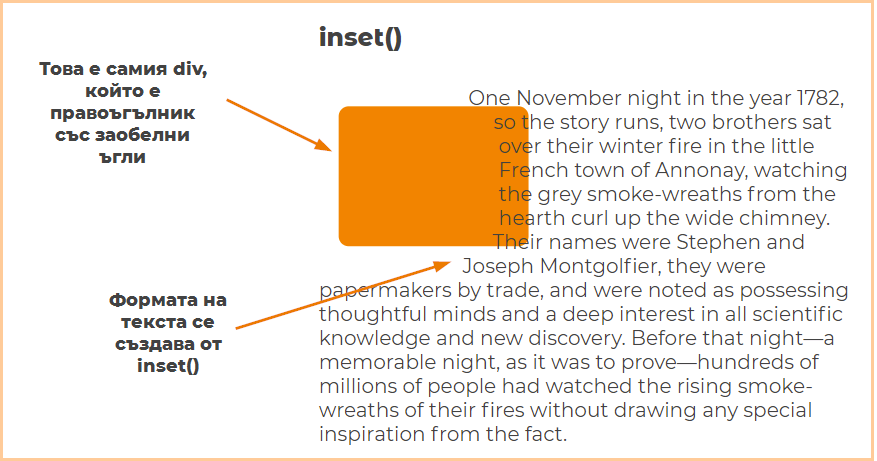 inset()
Това е самия div,
който е
правоъгълник
със заобелни
ъгли
One November night in the year 1782,
so the story runs, two brothers sat
over their winter fire in the little
French town of Annonay, watching
the grey smoke-wreaths from the
hearth curl up the wide chimney.
Their names were Stephen and
Joseph Montgolfier, they were
papermakers by trade, and were noted as possessing
thoughtful minds and a deep interest in all scientific
knowledge and new discovery. Before that night—a
memorable night, as it was to prove—hundreds of
millions of people had watched the rising smoke-
wreaths of their fires without drawing any special
inspiration from the fact.
Формата на
текста се
създава от
inset()